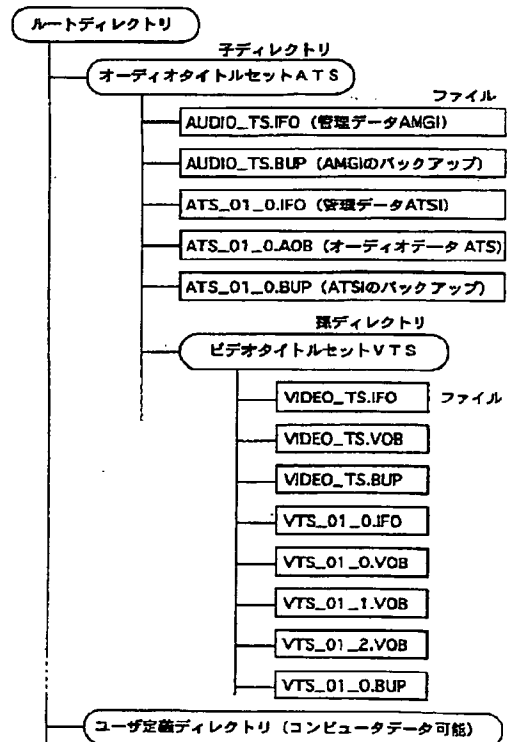 ルートディレクトリ
子ディレクトリ
オーディオタイトルセットATS
ファイル
AUDIO_TS.IFO (管理データAMGI)
AUDIO_TS.BUP (AMGIのバックアップ)
ATS_01_0.IFO (管理データATSI)
ATS_01_0.AOB (オーディオデータ ATS)
ATS_01_0.BUP (ATSIのバックアップ)
孫ディレクトリ
ビデオタイトルセットVTS
VIDEO_TS.IFO ファイル
VIDEO_TS.VOB
VIDEO_TS.BUP
VTS_01_0.IFO
VTS_01_0.VOB
VTS_01_1.VOB
VTS_01_2.VOB
VTS_01_0.BUP
ユーザ定義ディレクトリ (コンピュータデータ可能)